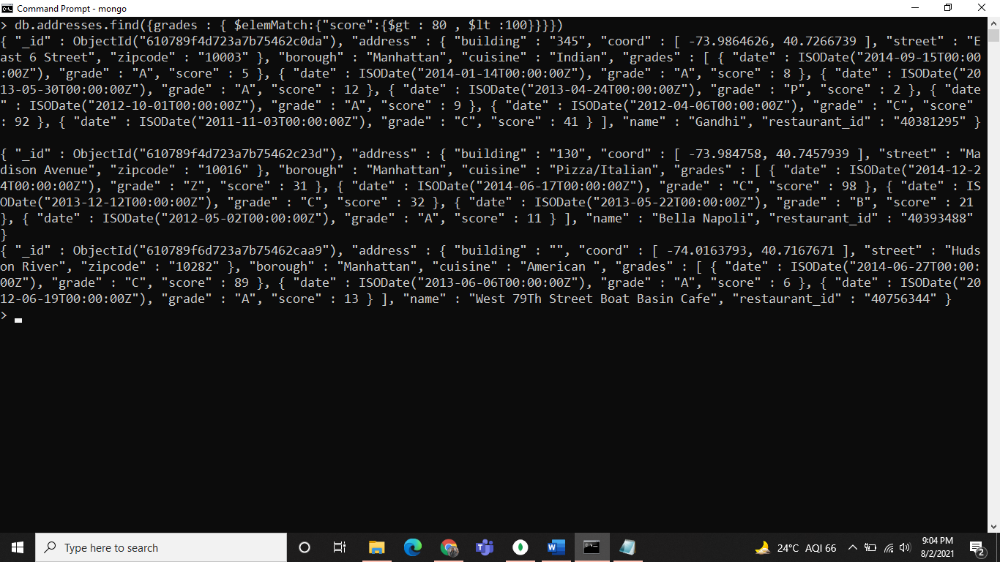 Command Prompt - mongo
> db.addresses.find({grades : { $elemMatch:{"score":{$gt : 80 , $lt :100}}}})
{ "_id" : ObjectId("610789f4d723a7b75462c0da"), "address" : { "building" : "345", "coord" : [ -73.9864626, 40.7266739 ], "street" : "E
ast 6 Street", "zipcode" : "10003" }, "borough" : "Manhattan", "cuisine" : "Indian", "grades" : [ { "date" : ISODate("2014-09-15T00:00
:00Z"), "grade" : "A", "score" : 5 }, { "date" : ISODate("2014-01-14T00:00:00Z"), "grade" : "A", "score" : 8 }, { "date" : ISODate("20
13-05-30T00:00:00Z"), "grade" : "A", "score" : 12 }, { "date" : ISODate("2013-04-24T00:00:00Z"), "grade" : "P", "score" : 2 }, { "date
" : ISODate("2012-10-01T00:00:00Z"), "grade" : "A", "score" : 9 }, { "date" : ISODate("2012-04-06T00:00:00Z"), "grade" : "C", "score"
: 92 }, { "date" : ISODate("2011-11-03T00:00:00Z"), "grade" : "C", "score" : 41 } ], "name" : "Gandhi", "restaurant_id" : "40381295" }
{ "_id" : ObjectId("610789f4d723a7b75462c23d"), "address" : { "building" : "130", "coord" : [ -73.984758, 40.7457939 ], "street" : "Ma
dison Avenue", "zipcode" : "10016" }, "borough" : "Manhattan", "cuisine" : "Pizza/Italian", "grades" : [ { "date" : ISODate("2014-12-2
4T00:00:00Z"), "grade" : "Z", "score" : 31 }, { "date" : ISODate("2014-06-17T00:00:00Z"), "grade" : "C", "score" : 98 }, { "date" : IS
ODate("2013-12-12T00:00:00Z"), "grade" : "C", "score" : 32 }, { "date" : ISODate("2013-05-22T00:00:00Z"), "grade" : "B", "score" : 21
}, { "date" : ISODate("2012-05-02T00:00:00Z"), "grade" : "A", "score" : 11 } ], "name" : "Bella Napoli", "restaurant_id" : "40393488"
}
{ "_id" : ObjectId("610789f6d723a7b75462caa9"), "address" : { "building" : "", "coord" : [ -74.0163793, 40.7167671 ], "street" : "Huds
on River", "zipcode" : "10282" }, "borough" : "Manhattan", "cuisine" : "American ", "grades" : [ { "date" : ISODate("2014-06-27T00:00:
00Z"), "grade" : "C", "score" : 89 }, { "date" : ISODate("2013-06-06T00:00:00Z"), "grade" : "A", "score" : 6 }, { "date" : ISODate("20
12-06-19T00:00:00Z"), "grade" : "A", "score" : 13 } ], "name" : "West 79Th Street Boat Basin Cafe", "restaurant_id" : "40756344" }
>
Type here to search
24°C AQI 66
9:04 PM
8/2/2021
2